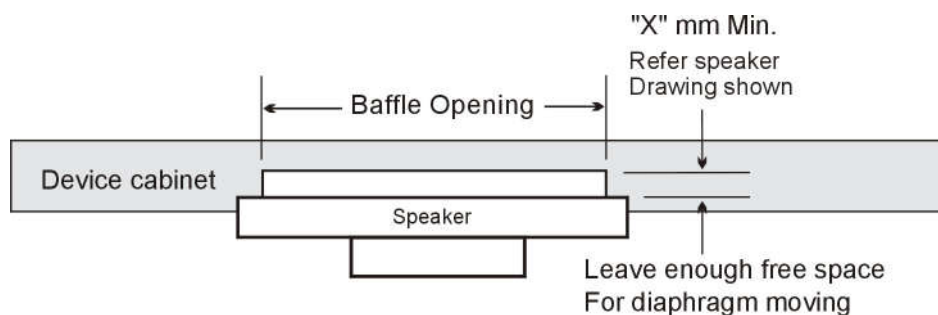 "X" mm Min.
Refer speaker
Drawing shown
Baffle Opening
Device cabinet
Speaker
Leave enough free space
For diaphragm moving